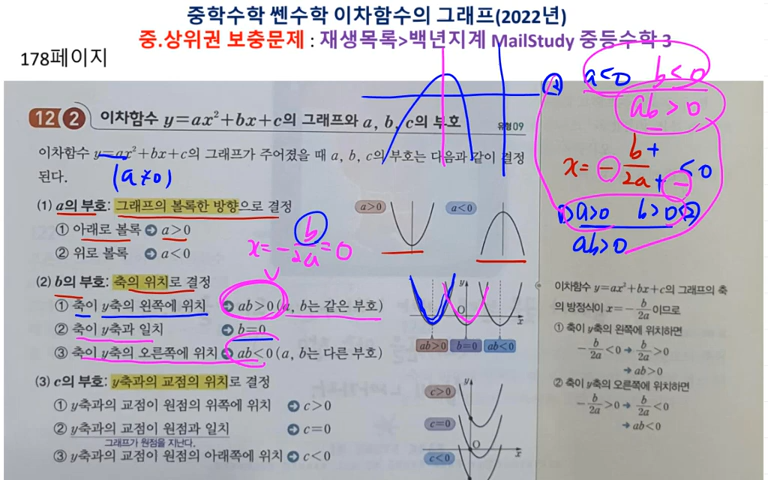 중학수학 쎈수학 이차함수의 그래프(2022년)
중.상위권 보충문제 : 재생목록>백년지계 MailStudy 중등수학 3
178페이지
12 2 이차함수 y=ax²+bx+c의 그래프와 a, b, c의 부호 유형 09
이차함수 y=ax²+bx+c의 그래프가 주어졌을 때 a, b, c의 부호는 다음과 같이 결정
된다. (a≠0)
(1) a의 부호: 그래프의 볼록한 방향으로 결정
① 아래로 볼록 ➔ a>0
② 위로 볼록 ➔ a<0
a>0 a<0
x=-b/2a=0
(2) b의 부호: 축의 위치로 결정
① 축이 y축의 왼쪽에 위치 ➔ ab>0 (a, b는 같은 부호)
② 축이 y축과 일치 ➔ b=0
③ 축이 y축의 오른쪽에 위치 ➔ ab<0 (a, b는 다른 부호)
y O x
ab>0 b=0 ab<0
(3) c의 부호: y축과의 교점의 위치로 결정
① y축과의 교점이 원점의 위쪽에 위치 ➔ c>0
② y축과의 교점이 원점과 일치 ➔ c=0
그래프가 원점을 지난다.
③ y축과의 교점이 원점의 아래쪽에 위치 ➔ c<0
c>0
c=0
c<0
y O x
a<0 b<0
ab>0
x=-b/2a<0
a>0 b>0
ab>0
이차함수 y=ax²+bx+c의 그래프의 축
의 방정식이 x=-b/2a이므로
① 축이 y축의 왼쪽에 위치하면
-b/2a<0 ➔ b/2a>0
➔ ab>0
② 축이 y축의 오른쪽에 위치하면
-b/2a>0 ➔ b/2a<0
➔ ab<0